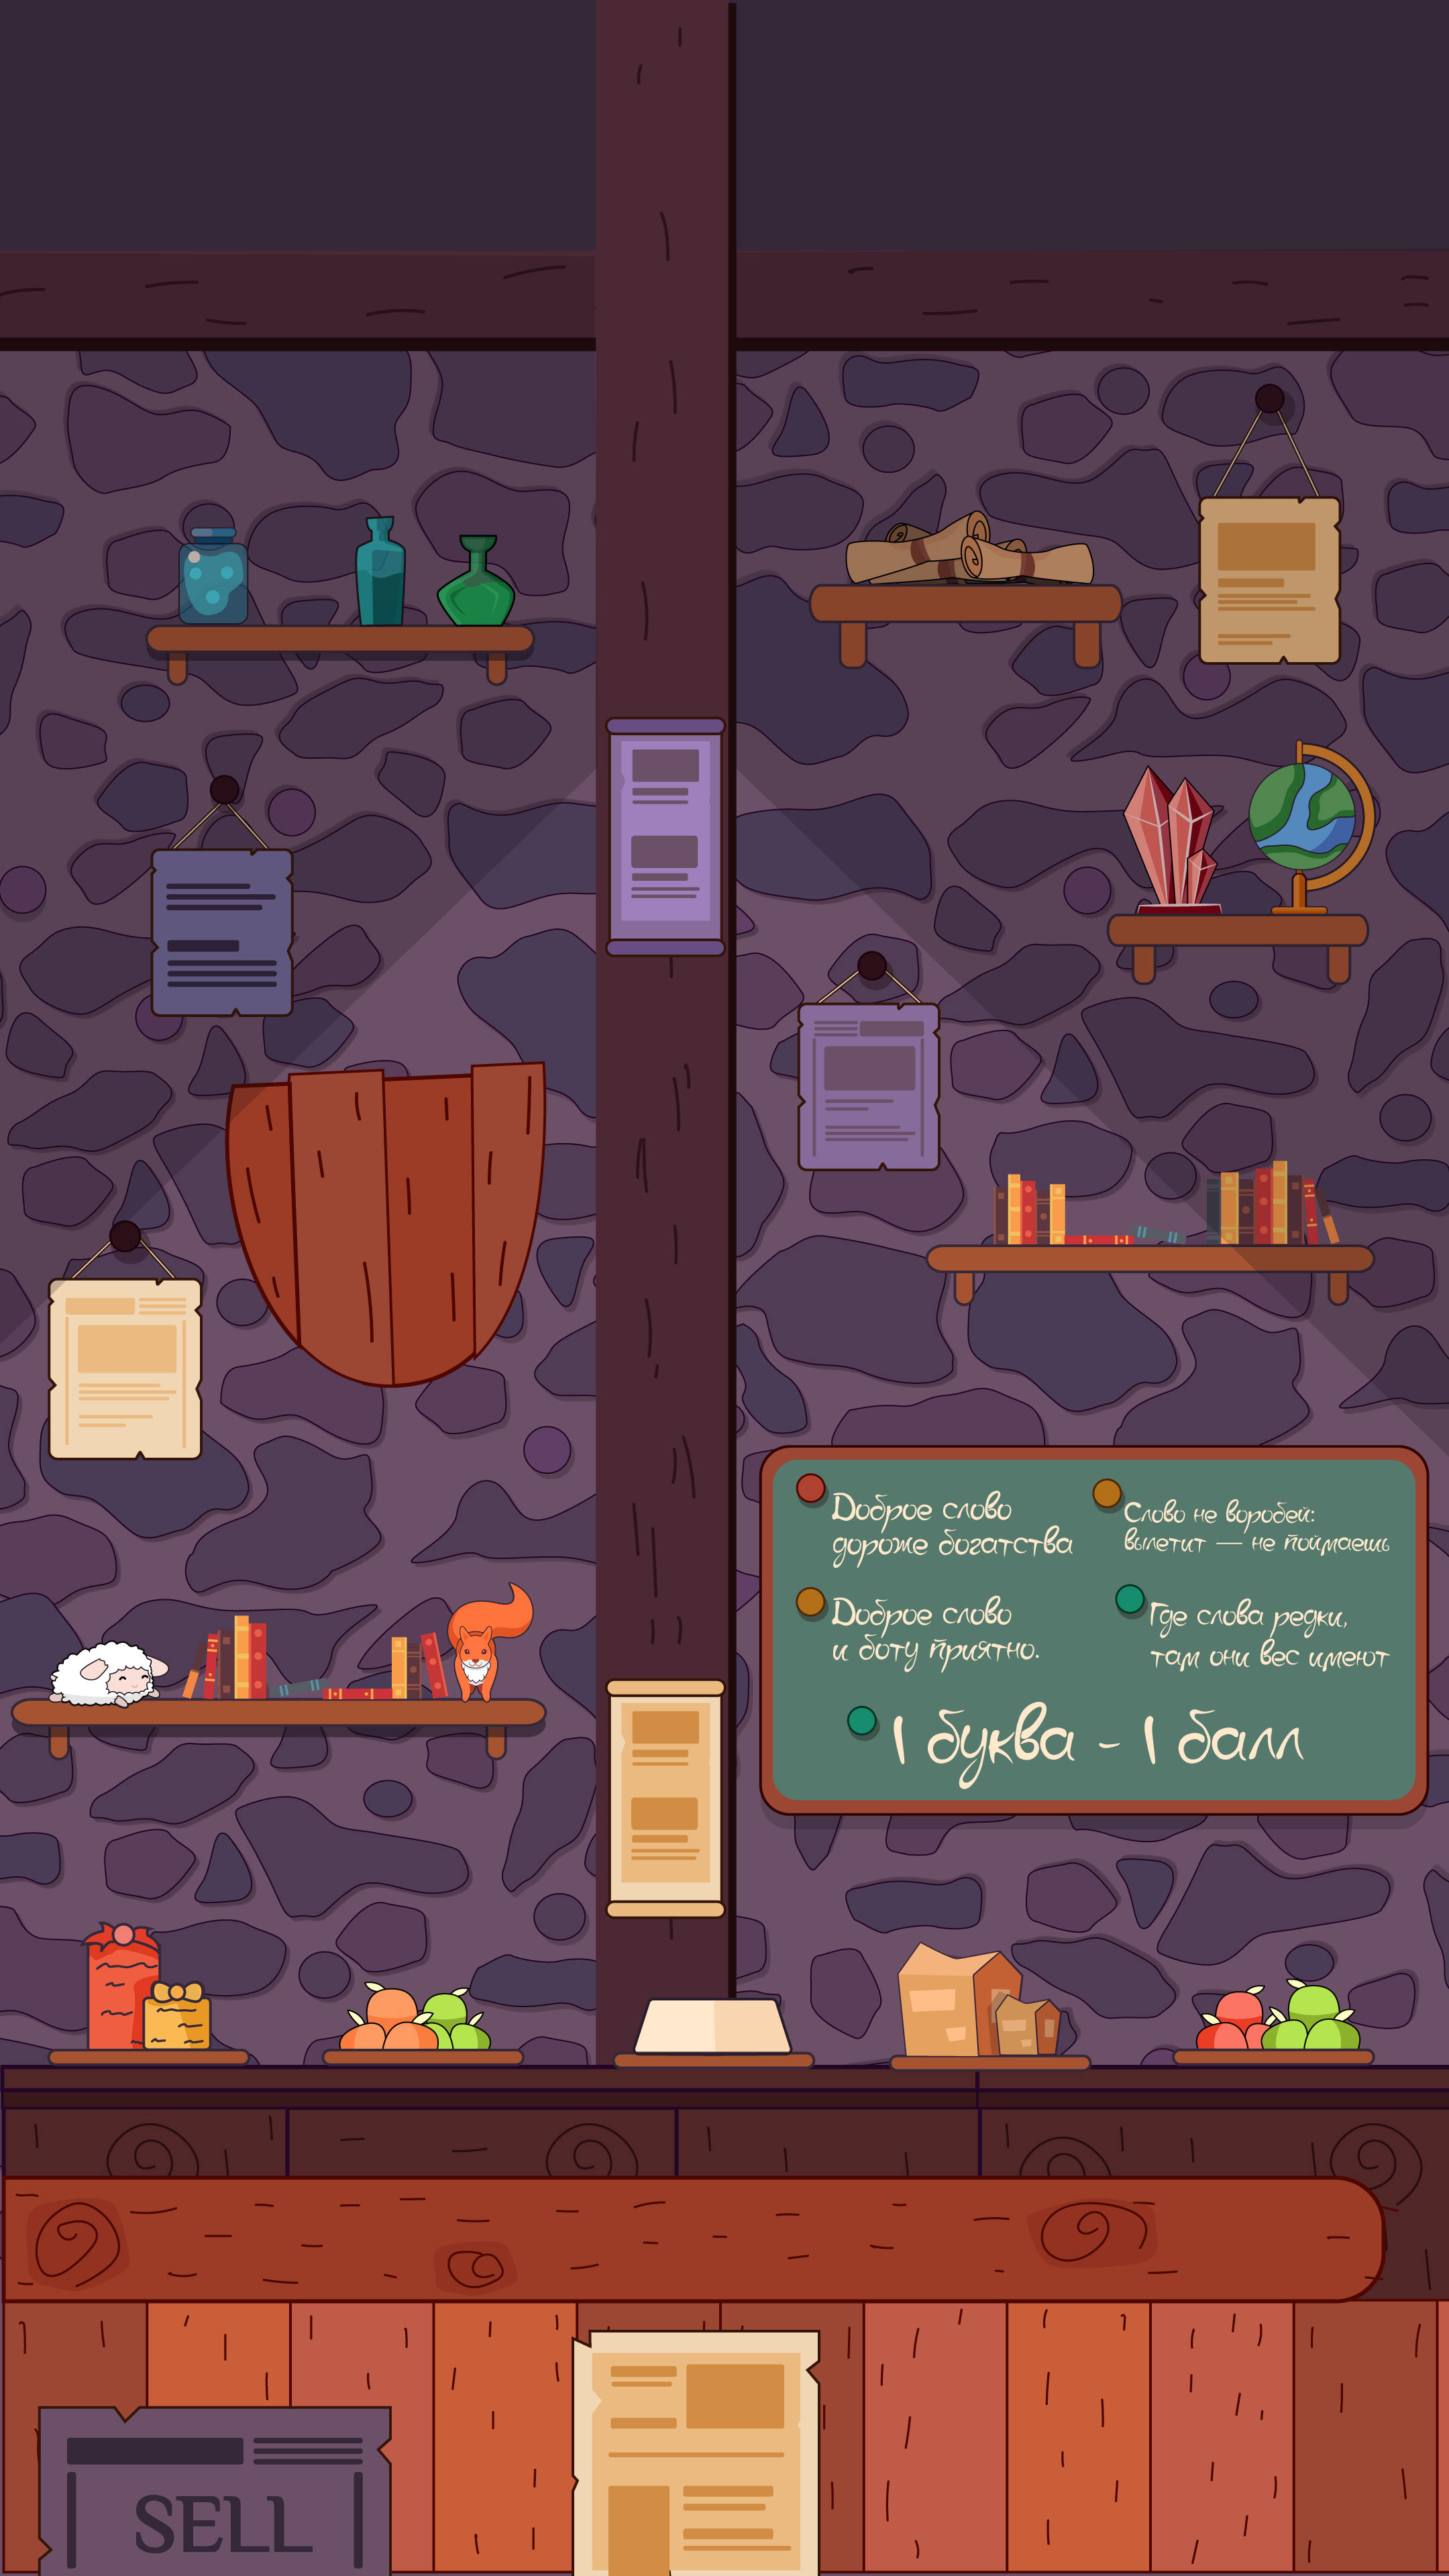 Доброе слово
дороже богатства
Слово не воробей:
вылетит — не поймаешь
Доброе слово
и боту приятно.
Где слова редки,
там они вес имеют
1 буква - 1 балл
SELL